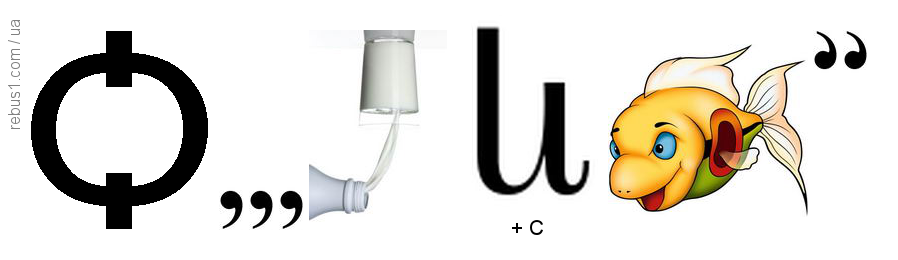 rebus1.com/ua
,,,
+ C
,,